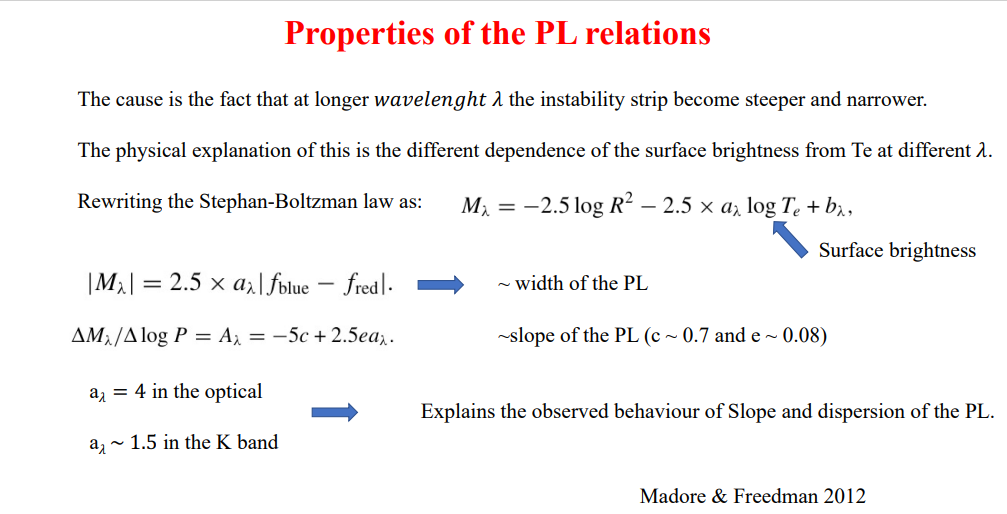 Properties of the PL relations
The cause is the fact that at longer wavelenght λ the instability strip become steeper and narrower.
The physical explanation of this is the different dependence of the surface brightness from Te at different λ.
Rewriting the Stephan-Boltzman law as: M_λ = −2.5 log R² − 2.5 × a_λ log T_e + b_λ,
Surface brightness
|M_λ| = 2.5 × a_λ|f_blue − f_red|. ~ width of the PL
ΔM_λ/Δ log P = A_λ = −5c + 2.5ea_λ. ~slope of the PL (c ~ 0.7 and e ~ 0.08)
a_λ = 4 in the optical
Explains the observed behaviour of Slope and dispersion of the PL.
a_λ ~ 1.5 in the K band
Madore & Freedman 2012